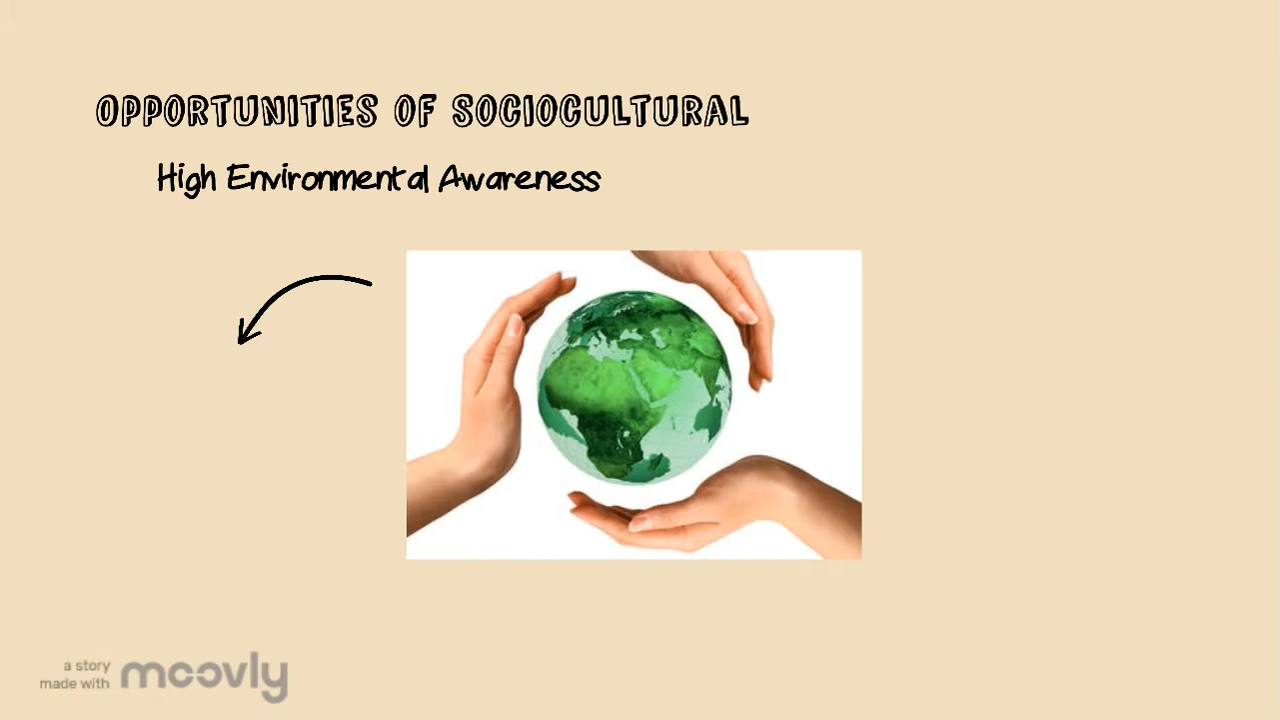 OPPORTUNITIES OF SOCIOCULTURAL
High Environmental Awareness
a story
made with moovly